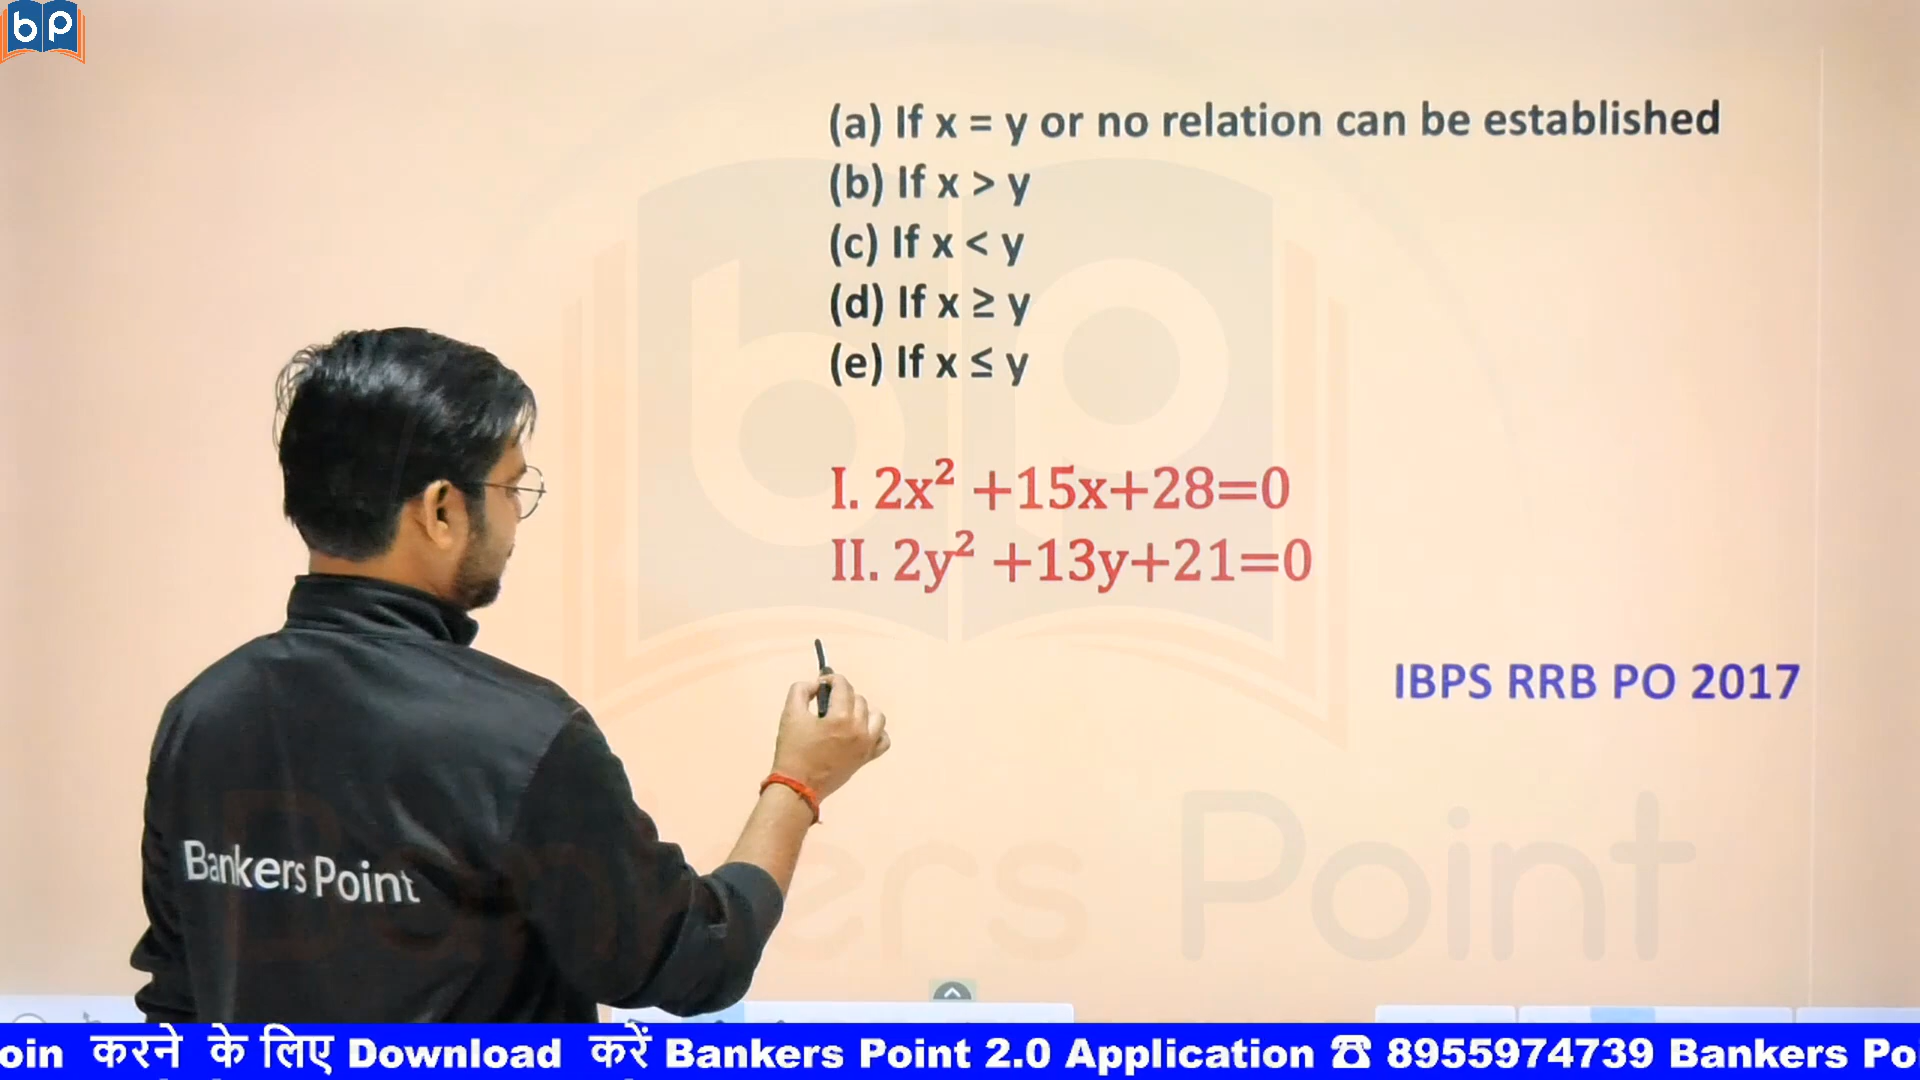 bp
(a) If x = y or no relation can be established
(b) If x > y
(c) If x < y
(d) If x ≥ y
(e) If x ≤ y
I. 2x² +15x+28=0
II. 2y² +13y+21=0
IBPS RRB PO 2017
Bankers Point
Bankers Point
oin करने के लिए Download करें Bankers Point 2.0 Application ☎ 8955974739 Bankers Po